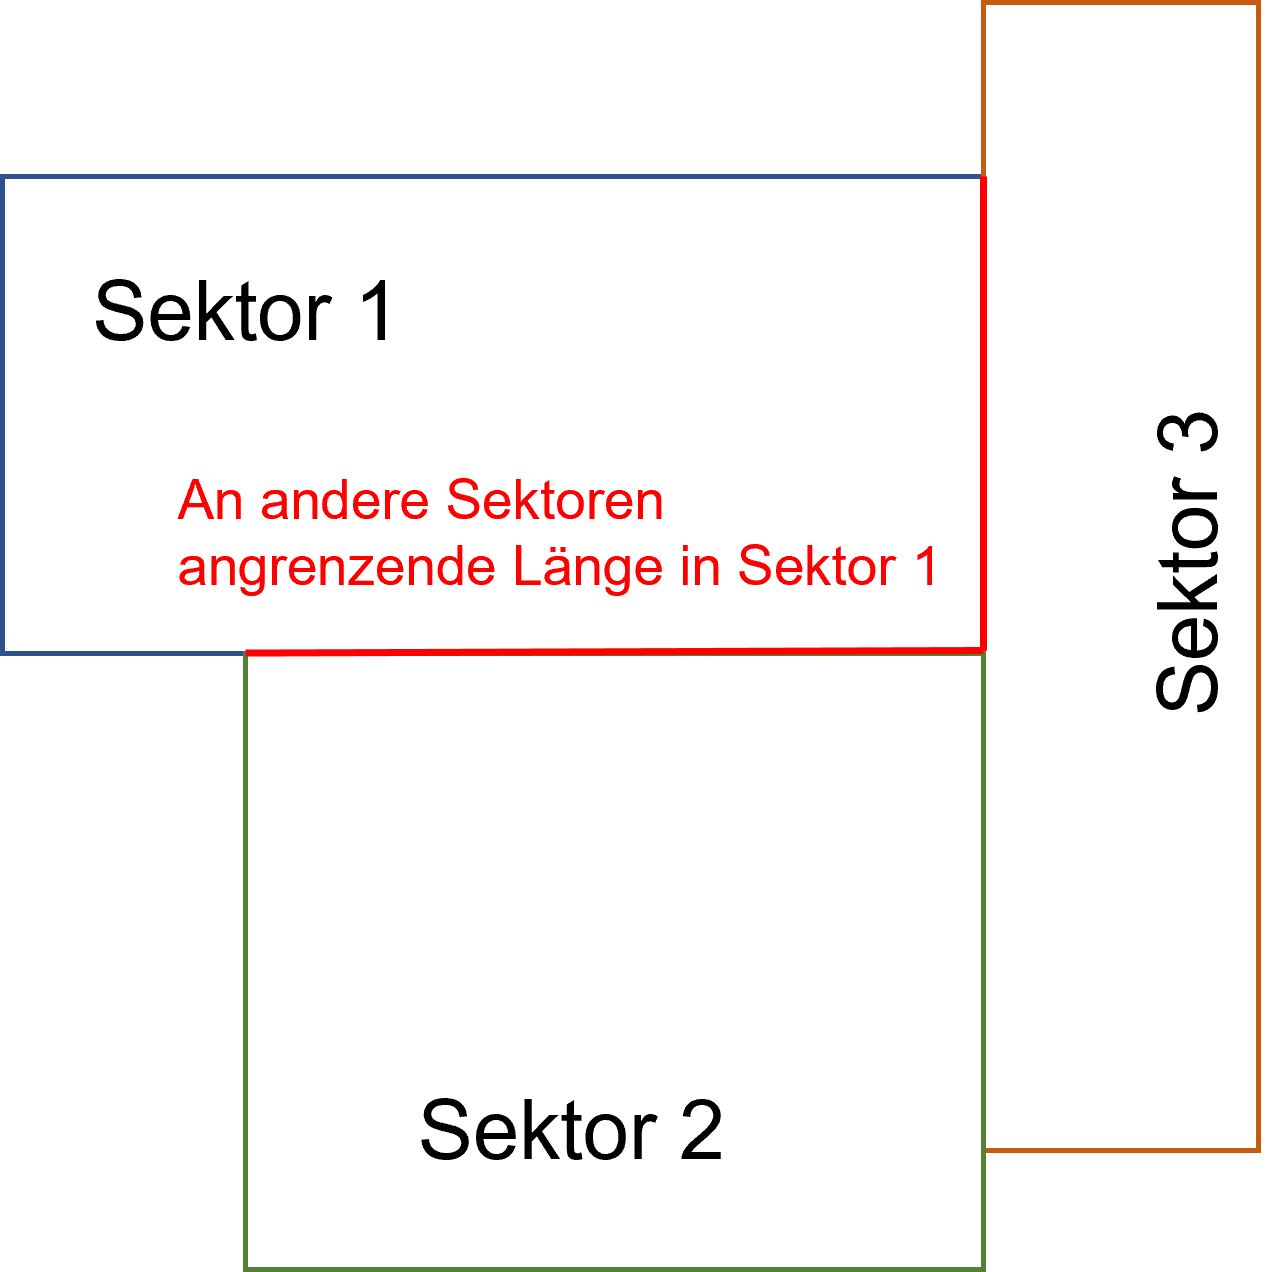 Sektor 1
An andere Sektoren
angrenzende Länge in Sektor 1
Sektor 3
Sektor 2